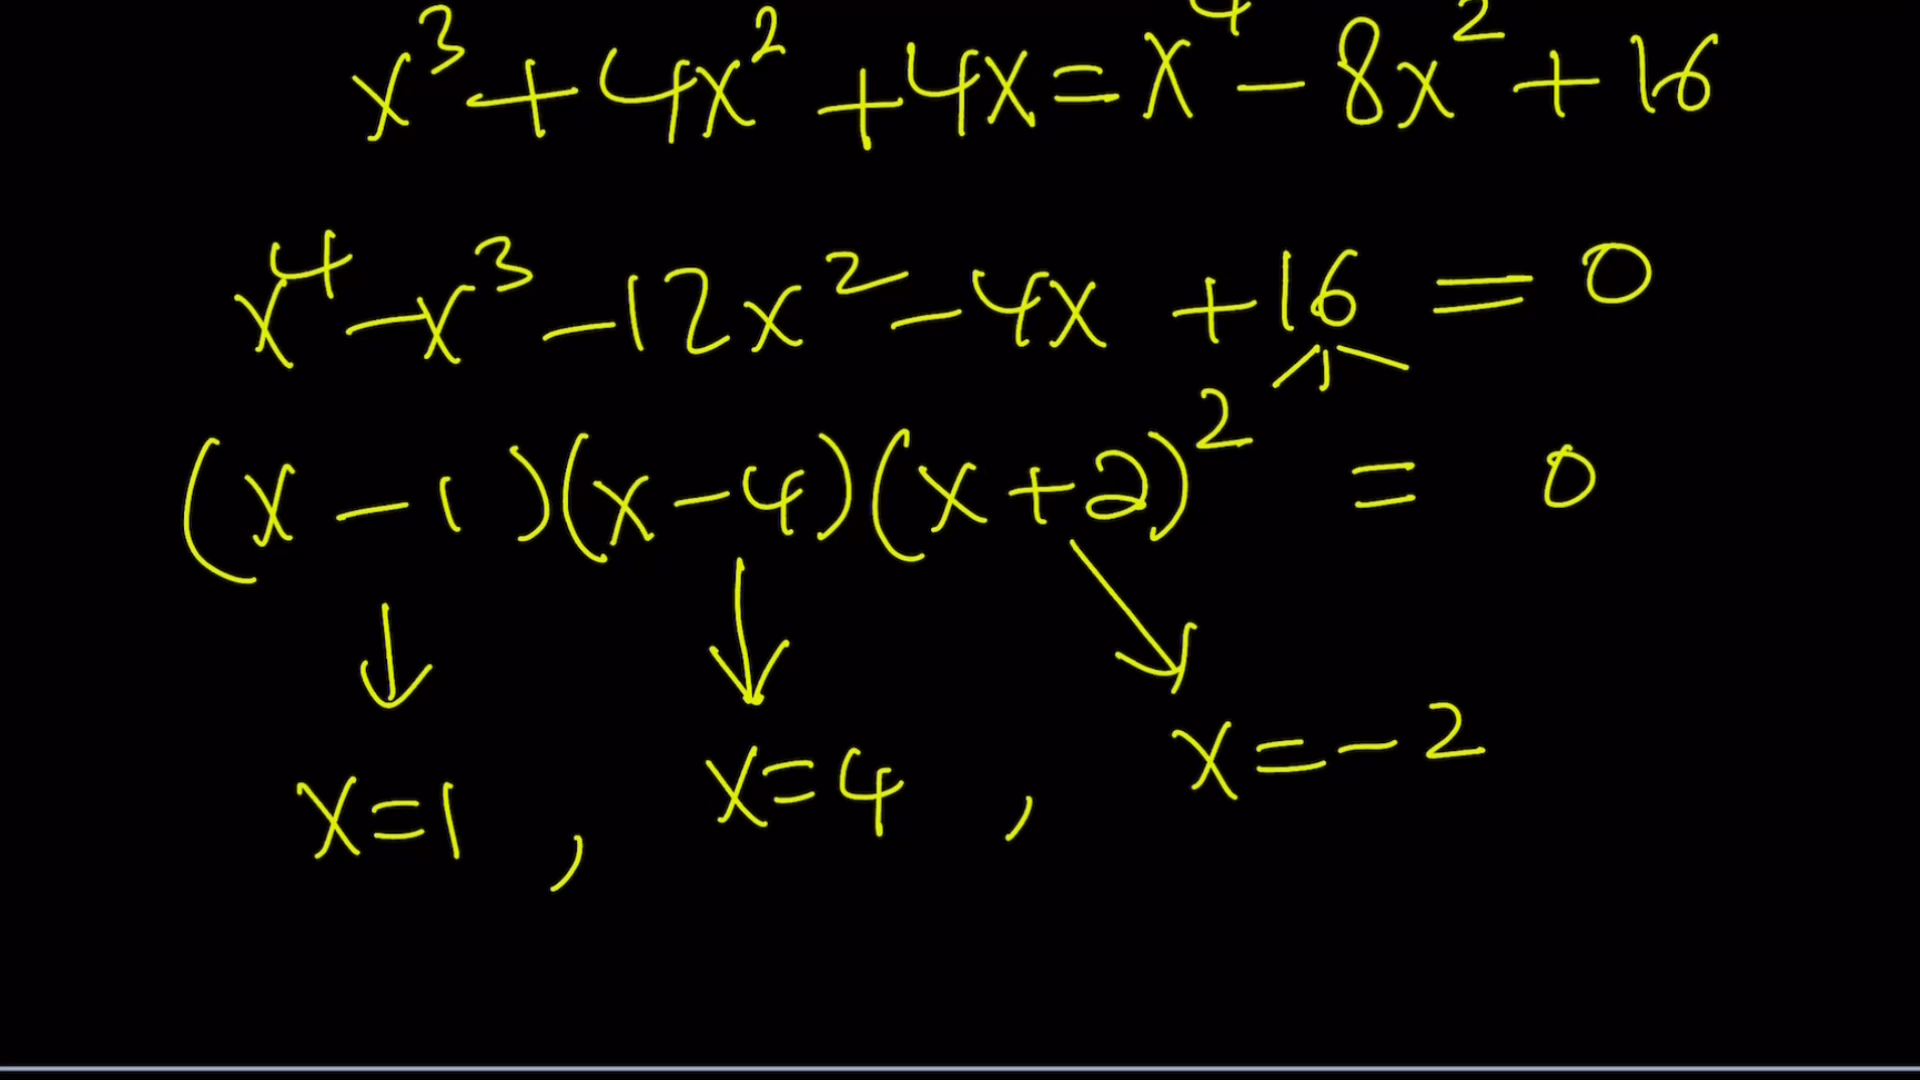 x³ + 4x² + 4x = x⁴ - 8x² + 16
x⁴ - x³ - 12x² - 4x + 16 = 0
(x - 1)(x - 4)(x + 2)² = 0
x = 1 , x = 4 , x = -2